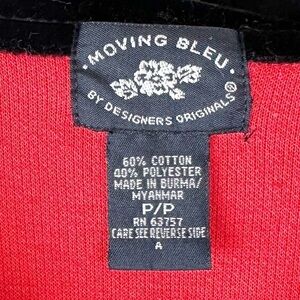 MOVING BLEU
BY DESIGNERS ORIGINALS®
60% COTTON
40% POLYESTER
MADE IN BURMA/
MYANMAR
P/P
RN 63757
CARE SEE REVERSE SIDE
A